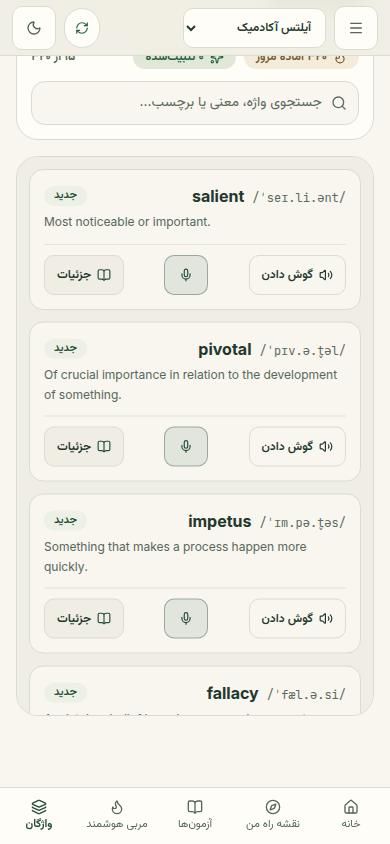 آیلتس آکادمیک
۲۲۰ آماده مرور
۰ تثبیت‌شده
جستجوی واژه، معنی یا برچسب...
salient /ˈseɪ.li.ənt/ جدید
Most noticeable or important.
گوش دادن
جزئیات
pivotal /ˈpɪv.ə.t̬əl/ جدید
Of crucial importance in relation to the development
of something.
گوش دادن
جزئیات
impetus /ˈɪm.pə.t̬əs/ جدید
Something that makes a process happen more
quickly.
گوش دادن
جزئیات
fallacy /ˈfæl.ə.si/ جدید
خانه
نقشه راه من
آزمون‌ها
مربی هوشمند
واژگان